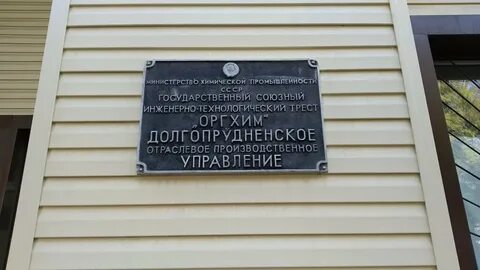 МИНИСТЕРСТВО ХИМИЧЕСКОЙ ПРОМЫШЛЕННОСТИ
СССР
ГОСУДАРСТВЕННЫЙ СОЮЗНЫЙ
ИНЖЕНЕРНО-ТЕХНОЛОГИЧЕСКИЙ ТРЕСТ
„ОРГХИМ"
ДОЛГОПРУДНЕНСКОЕ
ОТРАСЛЕВОЕ ПРОИЗВОДСТВЕННОЕ
УПРАВЛЕНИЕ